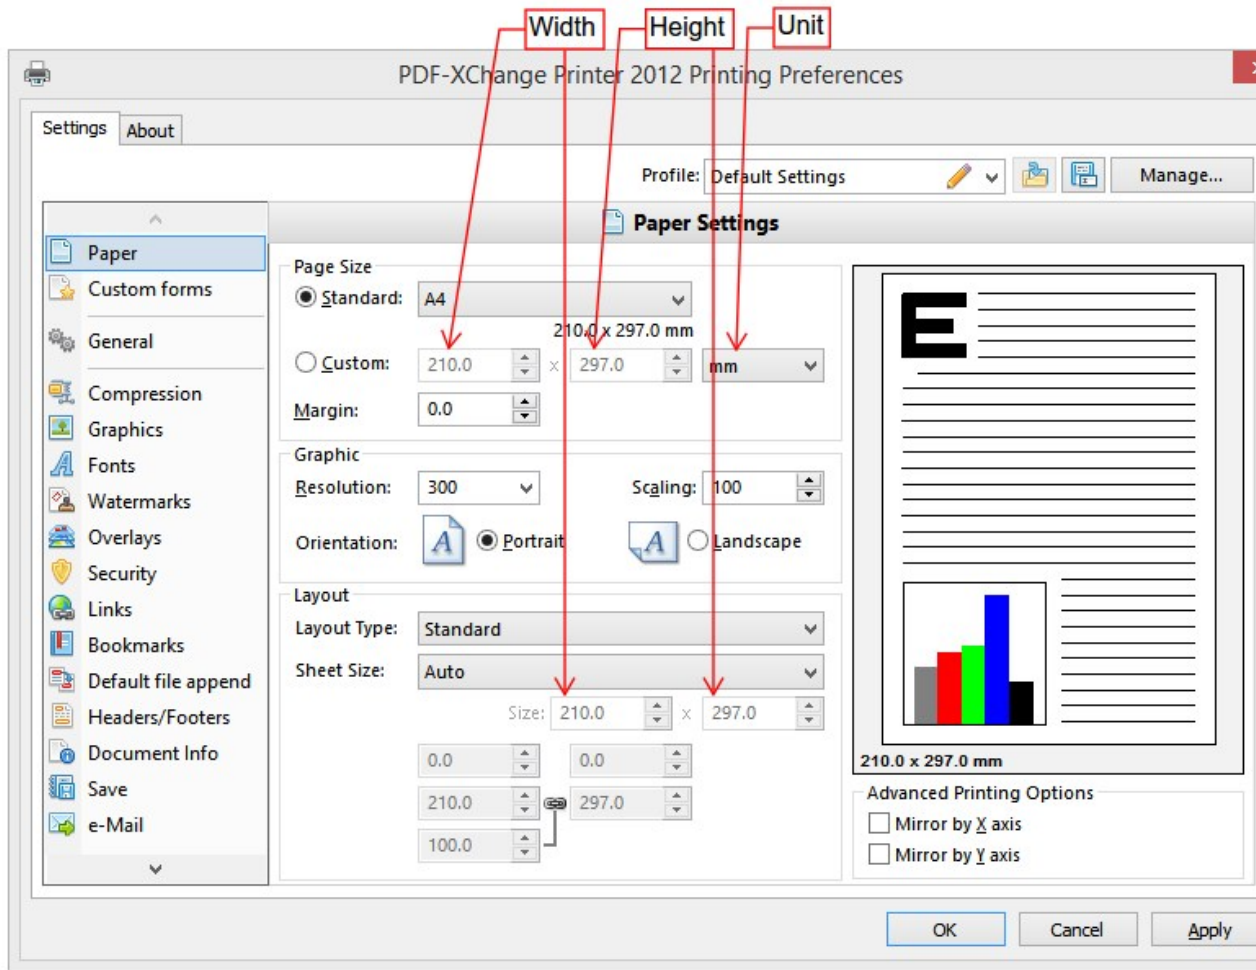 Width Height Unit
PDF-XChange Printer 2012 Printing Preferences
Settings About
Profile: Default Settings Manage...
Paper Settings
Paper
Custom forms
General
Compression
Graphics
Fonts
Watermarks
Overlays
Security
Links
Bookmarks
Default file append
Headers/Footers
Document Info
Save
e-Mail
Page Size
Standard: A4
210.0 x 297.0 mm
Custom: 210.0 x 297.0 mm
Margin: 0.0
Graphic
Resolution: 300 Scaling: 100
Orientation: A Portrait A Landscape
Layout
Layout Type: Standard
Sheet Size: Auto
Size: 210.0 x 297.0
0.0 0.0
210.0 297.0
100.0
E
210.0 x 297.0 mm
Advanced Printing Options
Mirror by X axis
Mirror by Y axis
OK Cancel Apply